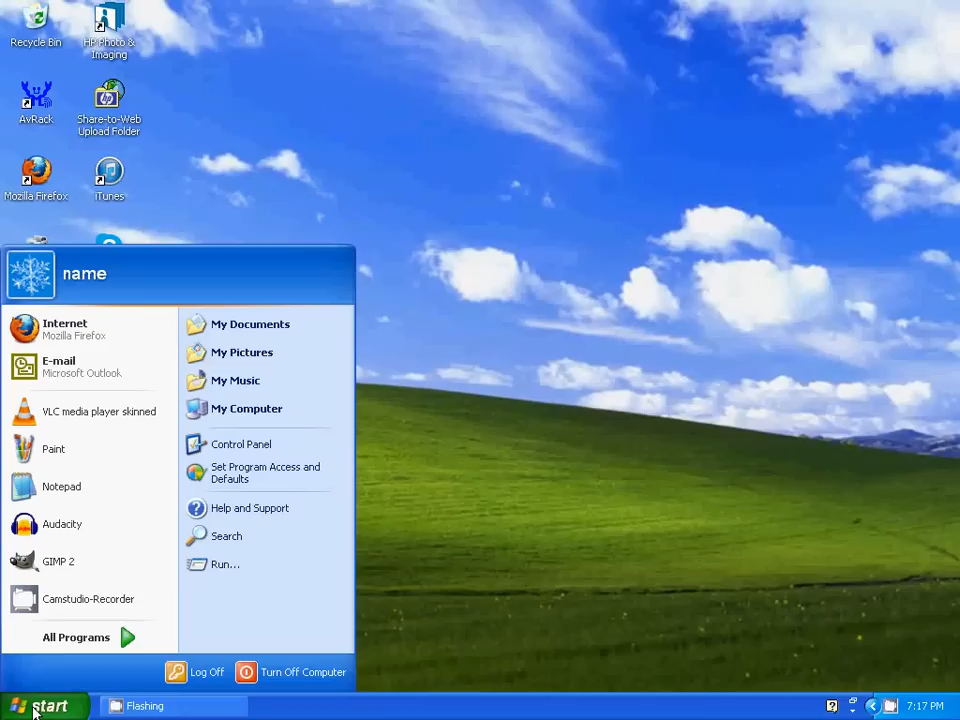 Recycle Bin
HP Photo &
Imaging
AvRack
Share-to-Web
Upload Folder
Mozilla Firefox
iTunes
name
Internet
Mozilla Firefox
E-mail
Microsoft Outlook
VLC media player skinned
Paint
Notepad
Audacity
GIMP 2
Camstudio-Recorder
All Programs
My Documents
My Pictures
My Music
My Computer
Control Panel
Set Program Access and
Defaults
Help and Support
Search
Run...
Log Off
Turn Off Computer
start
Flashing
7:17 PM